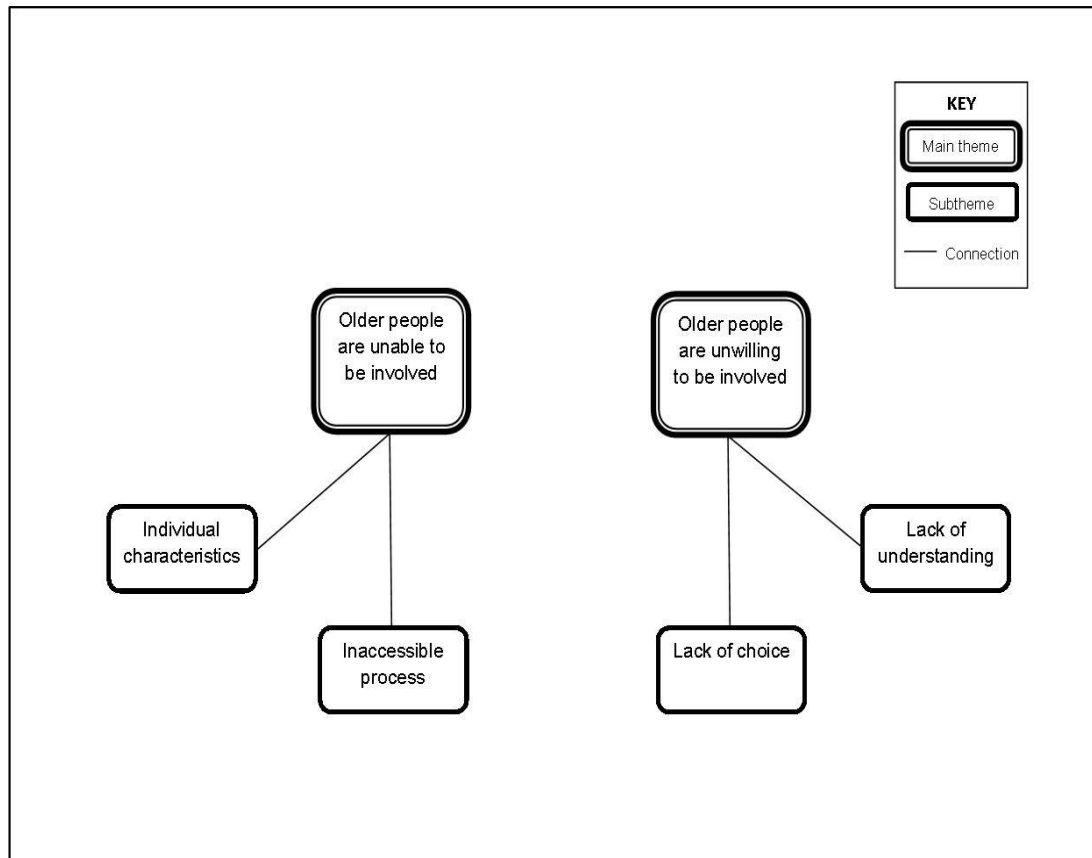 KEY
Main theme
Subtheme
Connection
Older people
are unable to
be involved
Older people
are unwilling
to be involved
Individual
characteristics
Lack of
understanding
Inaccessible
process
Lack of choice